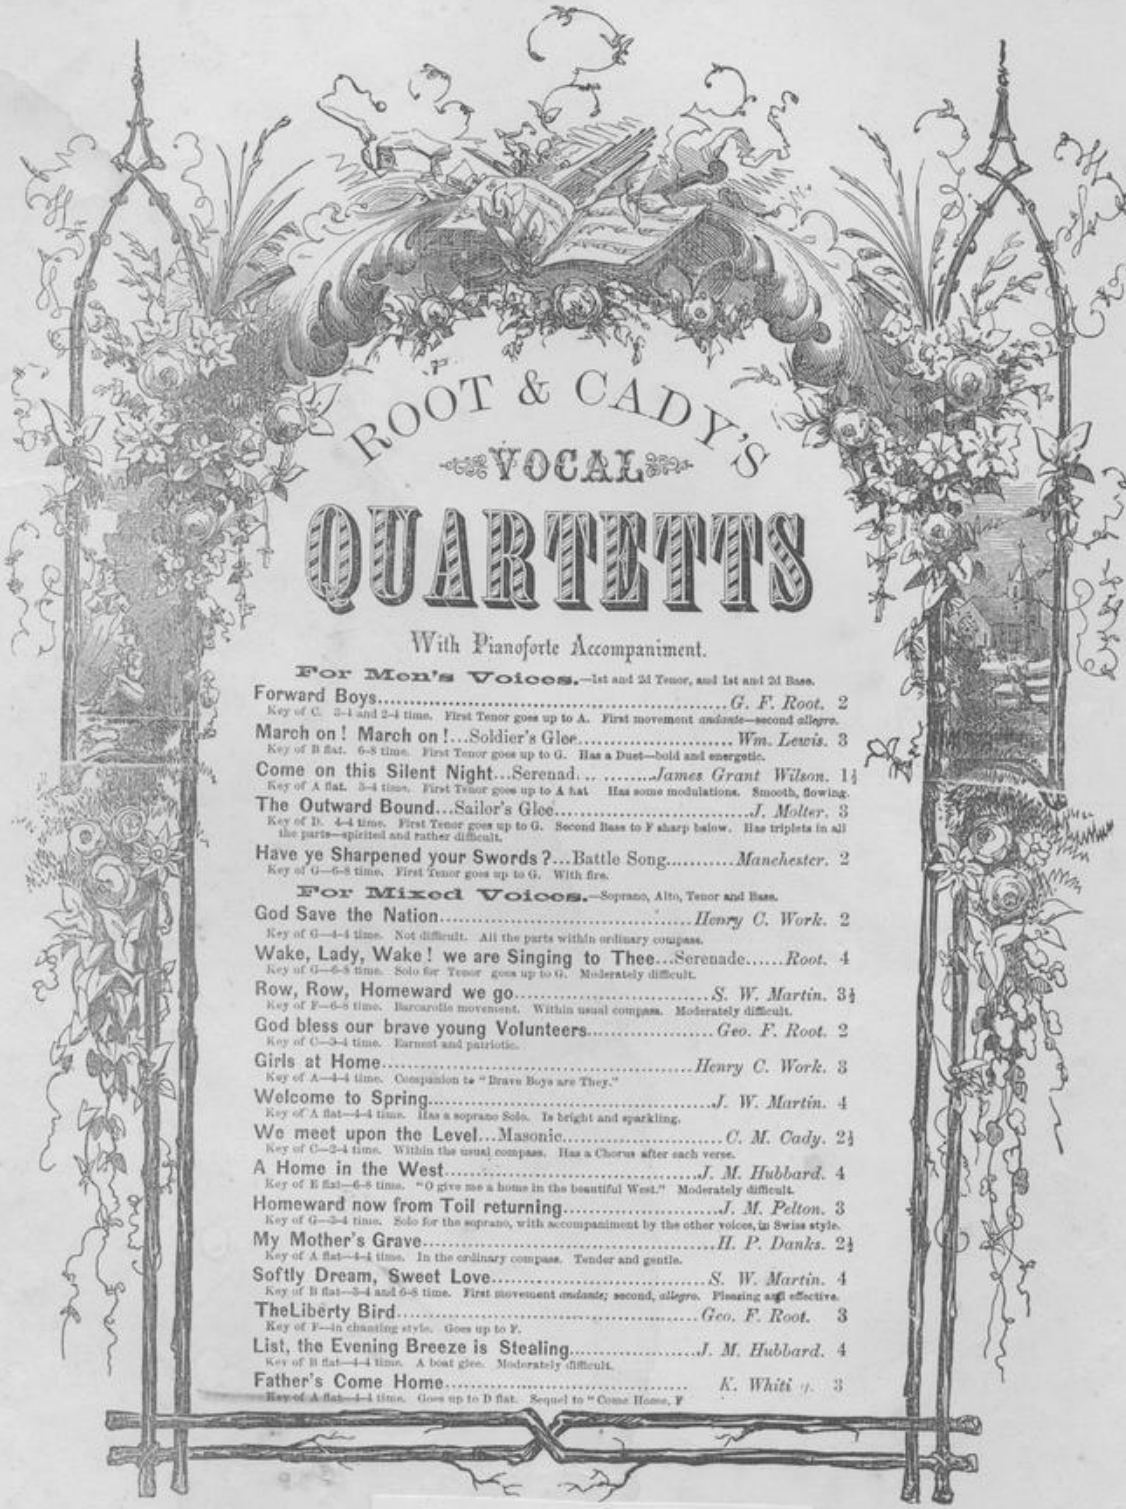 ROOT & CADY'S
VOCAL
QUARTETTS
With Pianoforte Accompaniment.
For Men's Voices.—1st and 2d Tenor, and 1st and 2d Base.
Forward Boys.....G. F. Root. 2
Key of C. 3-4 and 2-4 time. First Tenor goes up to A. First movement andante—second allegro.
March on! March on!...Soldier's Glee.....Wm. Lewis. 3
Key of B flat. 6-8 time. First Tenor goes up to G. Has a Duet—bold and energetic.
Come on this Silent Night...Serenad... ........James Grant Wilson. 1½
Key of A flat. 3-4 time. First Tenor goes up to A flat Has some modulations. Smooth, flowing.
The Outward Bound...Sailor's Glee.....J. Molter. 3
Key of D. 4-4 time. First Tenor goes up to G. Second Base to F sharp below. Has triplets in all
the parts—spirited and rather difficult.
Have ye Sharpened your Swords?...Battle Song..........Manchester. 2
Key of G—6-8 time. First Tenor goes up to G. With fire.
For Mixed Voices.—Soprano, Alto, Tenor and Base.
God Save the Nation.....Henry C. Work. 2
Key of G—4-4 time. Not difficult. All the parts within ordinary compass.
Wake, Lady, Wake! we are Singing to Thee...Serenade......Root. 4
Key of G—6-8 time. Solo for Tenor goes up to G. Moderately difficult.
Row, Row, Homeward we go.....S. W. Martin. 3½
Key of F—6-8 time. Barcarolle movement. Within usual compass. Moderately difficult.
God bless our brave young Volunteers.....Geo. F. Root. 2
Key of C—3-4 time. Earnest and patriotic.
Girls at Home.....Henry C. Work. 3
Key of A—4-4 time. Companion to "Brave Boys are They."
Welcome to Spring.....J. W. Martin. 4
Key of A flat—4-4 time. Has a soprano Solo. Is bright and sparkling.
We meet upon the Level...Masonic.....C. M. Cady. 2½
Key of C—2-4 time. Within the usual compass. Has a Chorus after each verse.
A Home in the West.....J. M. Hubbard. 4
Key of E flat—6-8 time. "O give me a home in the beautiful West." Moderately difficult.
Homeward now from Toil returning.....J. M. Pelton. 3
Key of G—3-4 time. Solo for the soprano, with accompaniment by the other voices, in Swiss style.
My Mother's Grave.....H. P. Danks. 2½
Key of A flat—4-4 time. In the ordinary compass. Tender and gentle.
Softly Dream, Sweet Love.....S. W. Martin. 4
Key of B flat—3-4 and 6-8 time. First movement andante; second, allegro. Pleasing and effective.
TheLiberty Bird.....Geo. F. Root. 3
Key of F—in chanting style. Goes up to F.
List, the Evening Breeze is Stealing.....J. M. Hubbard. 4
Key of B flat—4-4 time. A boat glee. Moderately difficult.
Father's Come Home..... K. 3
Key of A flat—4-4 time. Goes up to D flat. Sequel to "Come Home, F